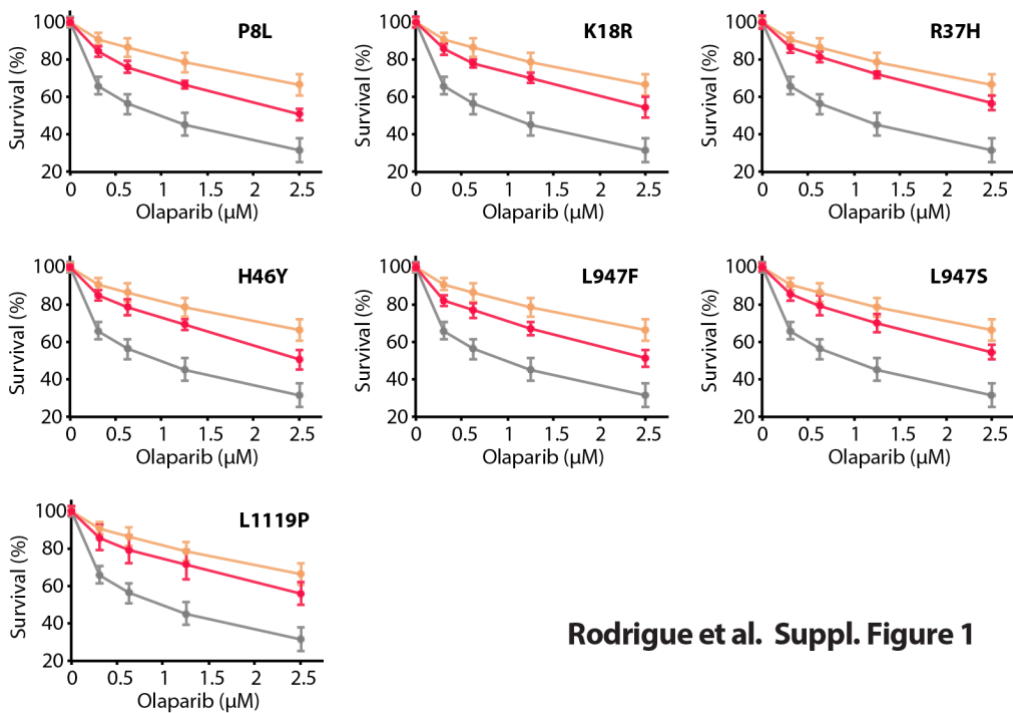 P8L
Survival (%)
100
80
60
40
20
0 0.5 1 1.5 2 2.5
Olaparib (μM)
K18R
Survival (%)
100
80
60
40
20
0 0.5 1 1.5 2 2.5
Olaparib (μM)
R37H
Survival (%)
100
80
60
40
20
0 0.5 1 1.5 2 2.5
Olaparib (μM)
H46Y
Survival (%)
100
80
60
40
20
0 0.5 1 1.5 2 2.5
Olaparib (μM)
L947F
Survival (%)
100
80
60
40
20
0 0.5 1 1.5 2 2.5
Olaparib (μM)
L947S
Survival (%)
100
80
60
40
20
0 0.5 1 1.5 2 2.5
Olaparib (μM)
L1119P
Survival (%)
100
80
60
40
20
0 0.5 1 1.5 2 2.5
Olaparib (μM)
Rodrigue et al. Suppl. Figure 1